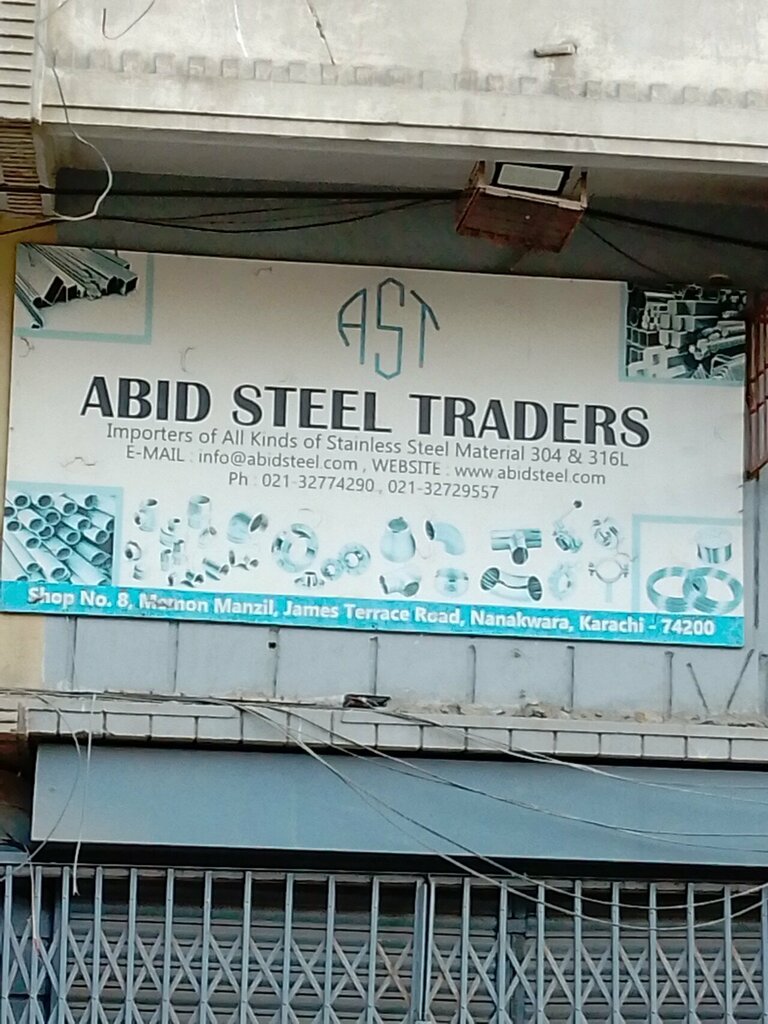 AST
ABID STEEL TRADERS
Importers of All Kinds of Stainless Steel Material 304 & 316L
E-MAIL : info@abidsteel.com , WEBSITE : www.abidsteel.com
Ph : 021-32774290 , 021-32729557
Shop No. 8, Memon Manzil, James Terrace Road, Nanakwara, Karachi - 74200